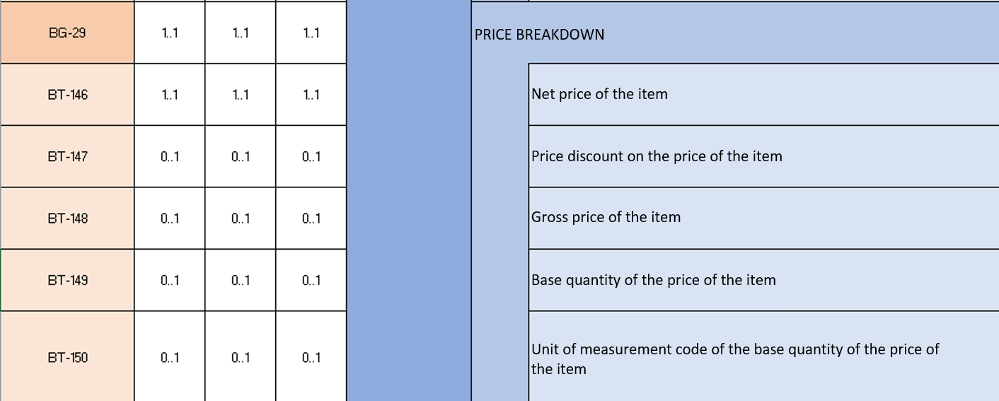 BG-29 1..1 1..1 1..1 PRICE BREAKDOWN
BT-146 1..1 1..1 1..1 Net price of the item
BT-147 0..1 0..1 0..1 Price discount on the price of the item
BT-148 0..1 0..1 0..1 Gross price of the item
BT-149 0..1 0..1 0..1 Base quantity of the price of the item
BT-150 0..1 0..1 0..1 Unit of measurement code of the base quantity of the price of
the item